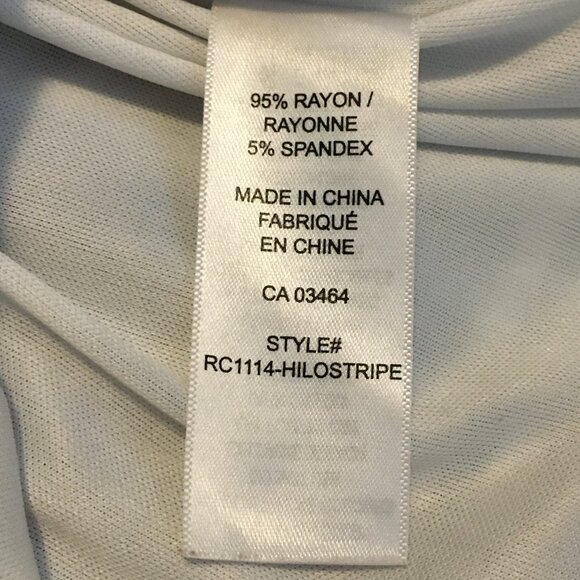 95% RAYON /
RAYONNE
5% SPANDEX
MADE IN CHINA
FABRIQUÉ
EN CHINE
CA 03464
STYLE#
RC1114-HILOSTRIPE